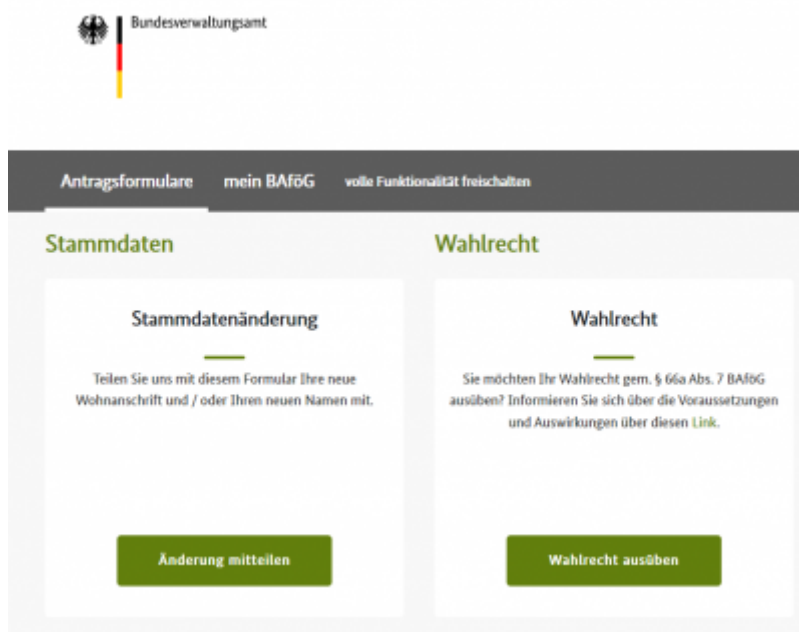 Bundesverwaltungsamt
Antragsformulare mein BAföG volle Funktionalität freischalten
Stammdaten
Stammdatenänderung
Teilen Sie uns mit diesem Formular Ihre neue
Wohnanschrift und / oder Ihren neuen Namen mit.
Änderung mitteilen
Wahlrecht
Wahlrecht
Sie möchten Ihr Wahlrecht gem. § 66a Abs. 7 BAföG
ausüben? Informieren Sie sich über die Voraussetzungen
und Auswirkungen über diesen Link.
Wahlrecht ausüben